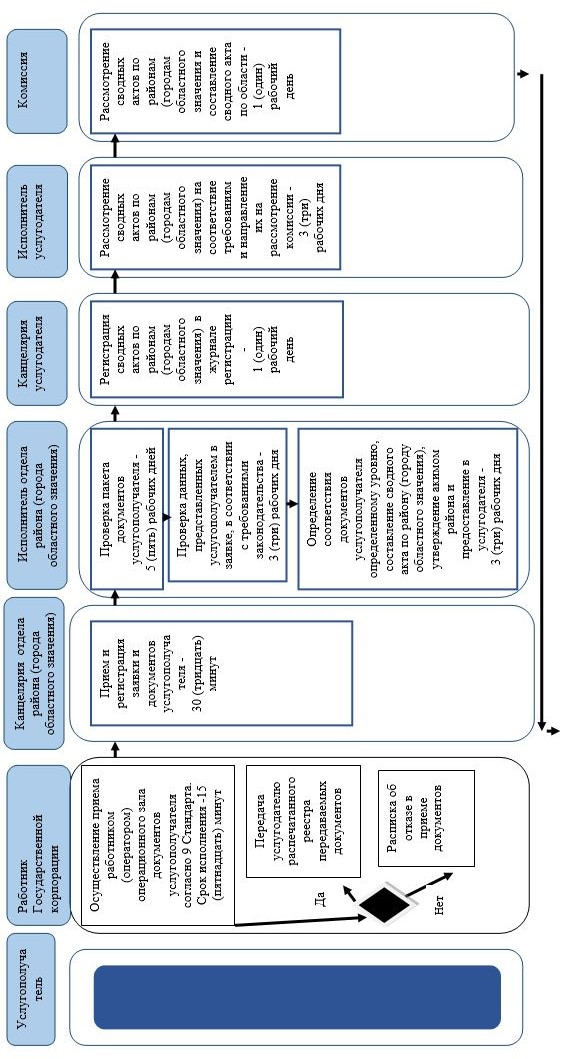 Услугополуча
тель
Работник
Государственной
корпорации
Канцелярия отдела
района (города
областного значения)
Исполнитель отдела
района (города
областного значения)
Канцелярия
услугодателя
Исполнитель
услугодателя
Комиссия
Осуществление приема
работником
(оператором)
операционного зала
документов
услугополучателя
согласно 9 Стандарта.
Срок исполнения -15
(пятнадцать) минут
Передача
услугодателю
распечатанного
реестра
передаваемых
документов
Расписка об
отказе в
приеме
документов
Да
Нет
Прием и
регистрация
заявки и
документов
услугополуча
теля -
30 (тридцать)
минут
Проверка пакета
документов
услугополучателя -
5 (пять) рабочих дней
Проверка данных,
представленных
услугополучателем в
заявке, в соответствии
с требованиями
законодательства -
3 (три) рабочих дня
Определение
соответствия
документов
услугополучателя
определенному уровню,
составление сводного
акта по району (городу
областного значения),
утверждение акимом
района и
предоставление в
услугодателя -
3 (три) рабочих дня
Регистрация
сводных
актов по
районам
(городам
областного
значения) в
журнале
регистрации
-
1 (один)
рабочий
день
Рассмотрение
сводных
актов по
районам
(городам
областного
значения) на
соответствие
требованиям
и направление
их на
рассмотрение
комиссии -
3 (три)
рабочих дня
Рассмотрение
сводных
актов по
районам
(городам
областного
значения и
составление
сводного акта
по области -
1 (один)
рабочий
день